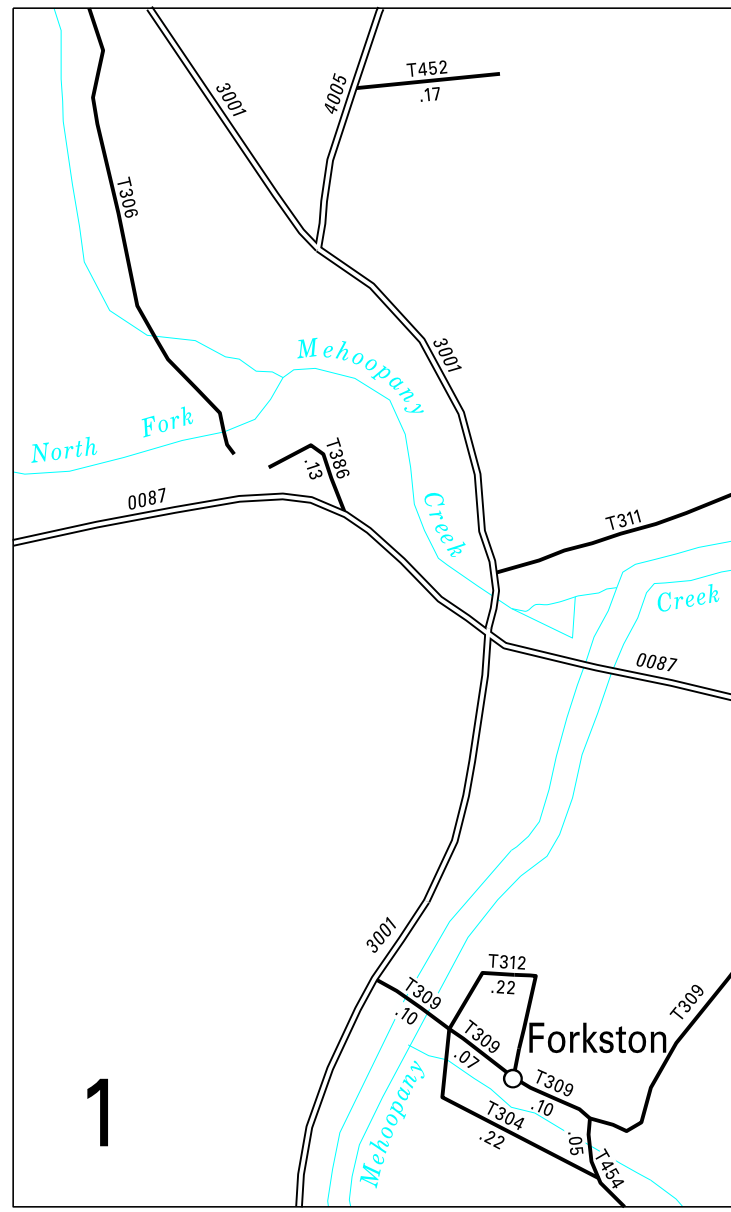 T452
.17
3001
4005
T306
3001
Mehoopany
North Fork
T386
.13
0087
Creek
T311
Creek
0087
3001
T312
.22
T309
T309
.10
T309
.07
Forkston
T309
.10
Mehoopany
T304
.22
.05
T454
1